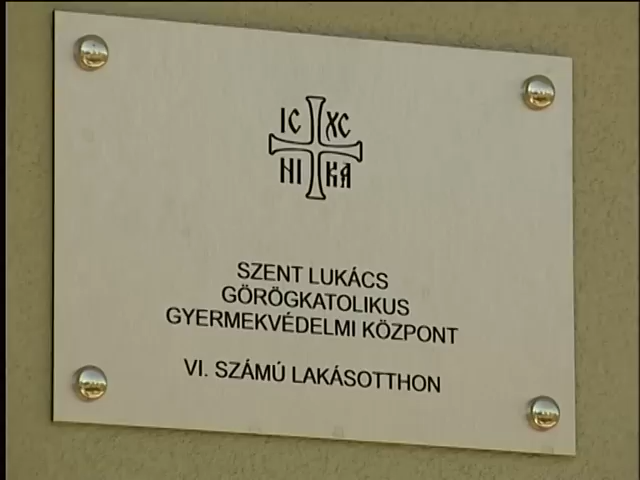 IC XC
NI KA
SZENT LUKÁCS
GÖRÖGKATOLIKUS
GYERMEKVÉDELMI KÖZPONT
VI. SZÁMÚ LAKÁSOTTHON